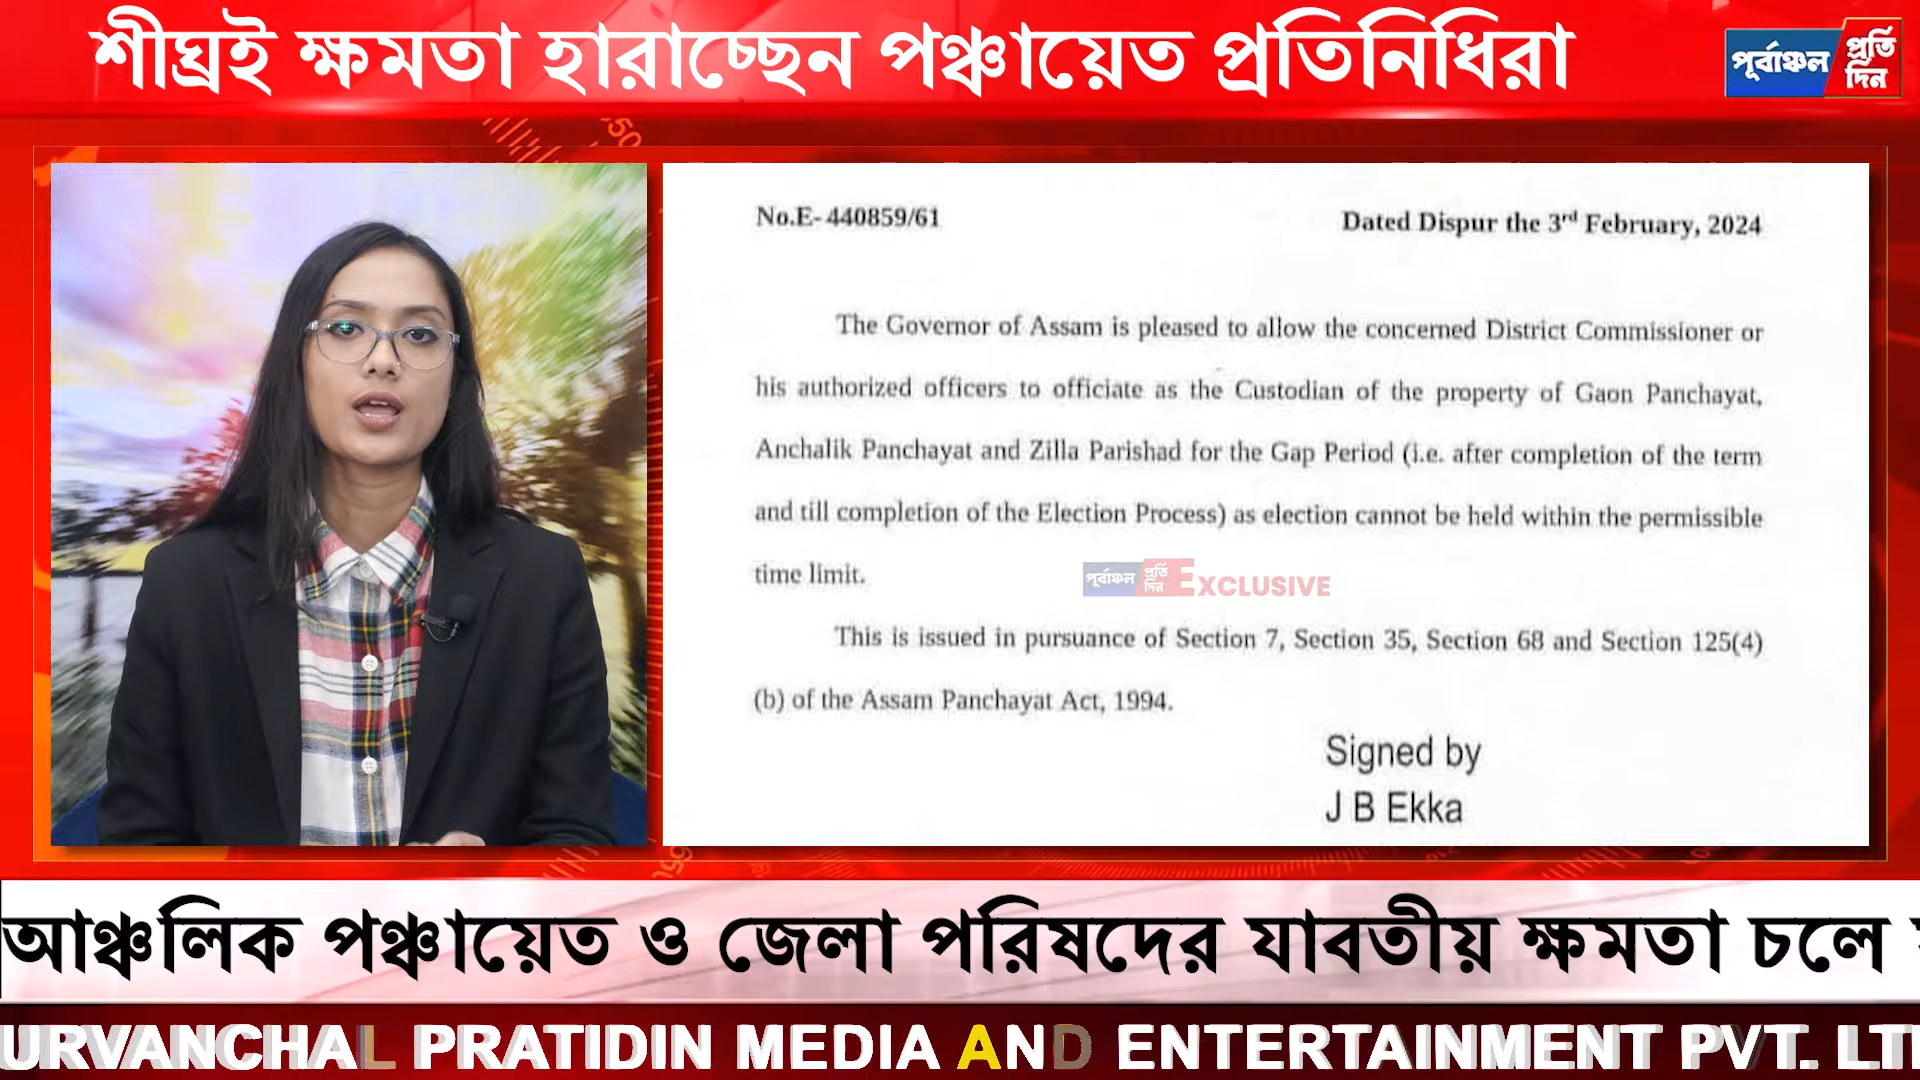 শীঘ্রই ক্ষমতা হারাচ্ছেন পঞ্চায়েত প্রতিনিধিরা
পূর্বাঞ্চল প্রতিদিন
No.E- 440859/61
Dated Dispur the 3rd February, 2024
The Governor of Assam is pleased to allow the concerned District Commissioner or
his authorized officers to officiate as the Custodian of the property of Gaon Panchayat,
Anchalik Panchayat and Zilla Parishad for the Gap Period (i.e. after completion of the term
and till completion of the Election Process) as election cannot be held within the permissible
time limit.
পূর্বাঞ্চল প্রতিদিন EXCLUSIVE
This is issued in pursuance of Section 7, Section 35, Section 68 and Section 125(4)
(b) of the Assam Panchayat Act, 1994.
Signed by
J B Ekka
আঞ্চলিক পঞ্চায়েত ও জেলা পরিষদের যাবতীয় ক্ষমতা চলে
URVANCHAL PRATIDIN MEDIA AND ENTERTAINMENT PVT. LT